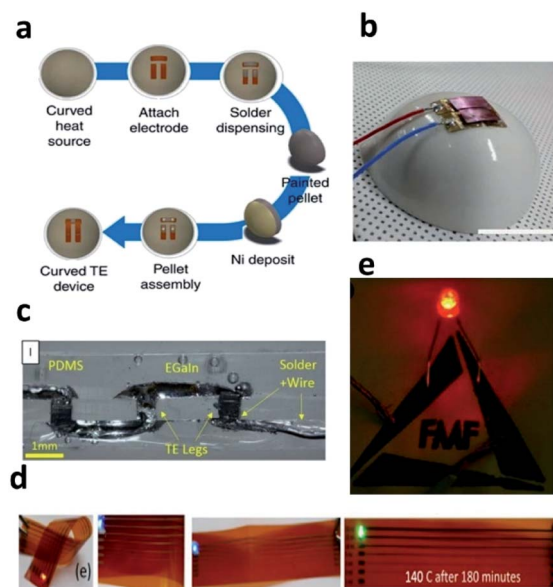 a
Curved
heat
source
Attach
electrode
Solder
dispensing
Painted
pellet
Ni deposit
Pellet
assembly
Curved TE
device
b
c
I
PDMS
EGaIn
Solder
+Wire
TE Legs
1mm
d
(e)
140 C after 180 minutes
e
FMF